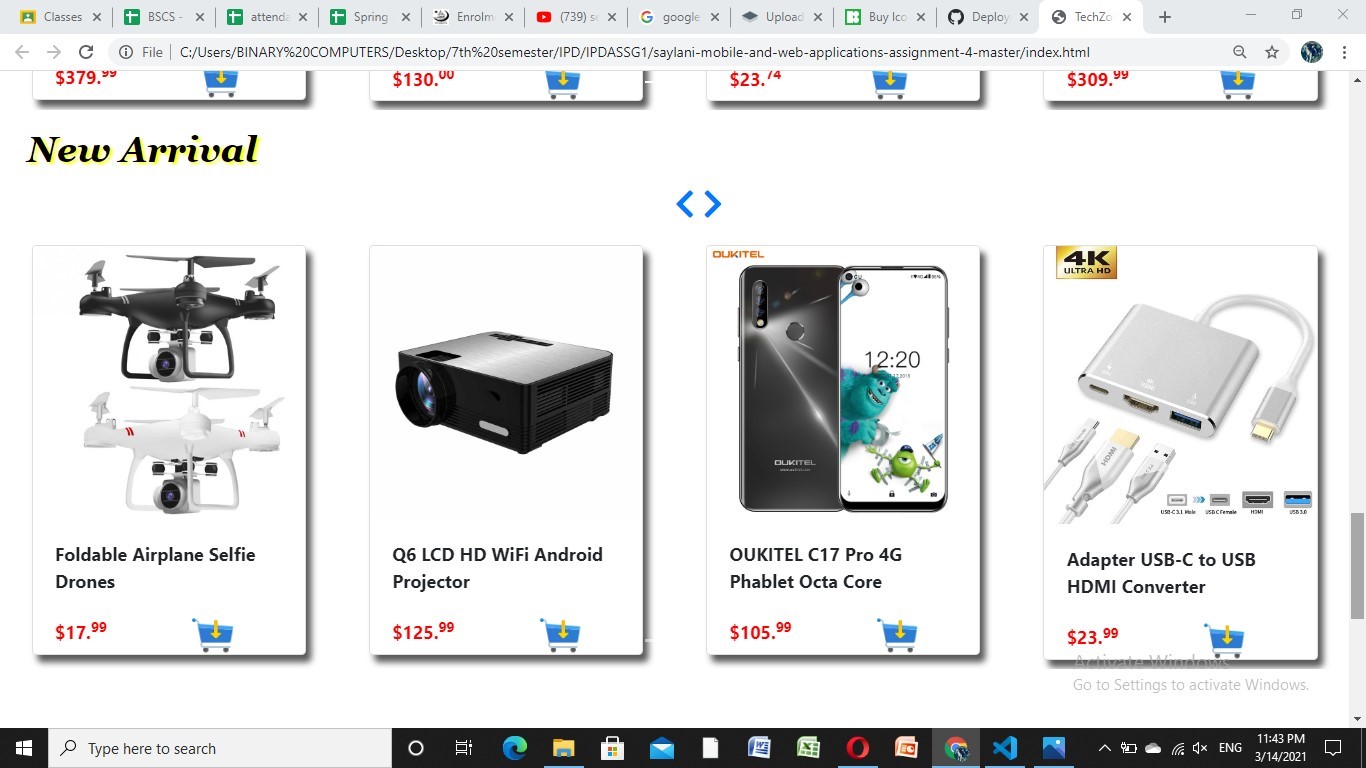 Classes
BSCS -
attenda
Spring
Enrolm
(739) s
google
Upload
Buy Ico
Deploy
TechZo
File
C:/Users/BINARY%20COMPUTERS/Desktop/7th%20semester/IPD/IPDASSG1/saylani-mobile-and-web-applications-assignment-4-master/index.html
$379.99
$130.00
$23.74
$309.99
New Arrival
OUKITEL
4K
ULTRA HD
12:20
OUKITEL
HDMI
USB-C 3.1 Male
USB C Female
HDMI
USB 3.0
Foldable Airplane Selfie
Drones
Q6 LCD HD WiFi Android
Projector
OUKITEL C17 Pro 4G
Phablet Octa Core
Adapter USB-C to USB
HDMI Converter
$17.99
$125.99
$105.99
$23.99
Activate Windows
Go to Settings to activate Windows.
Type here to search
ENG
11:43 PM
3/14/2021